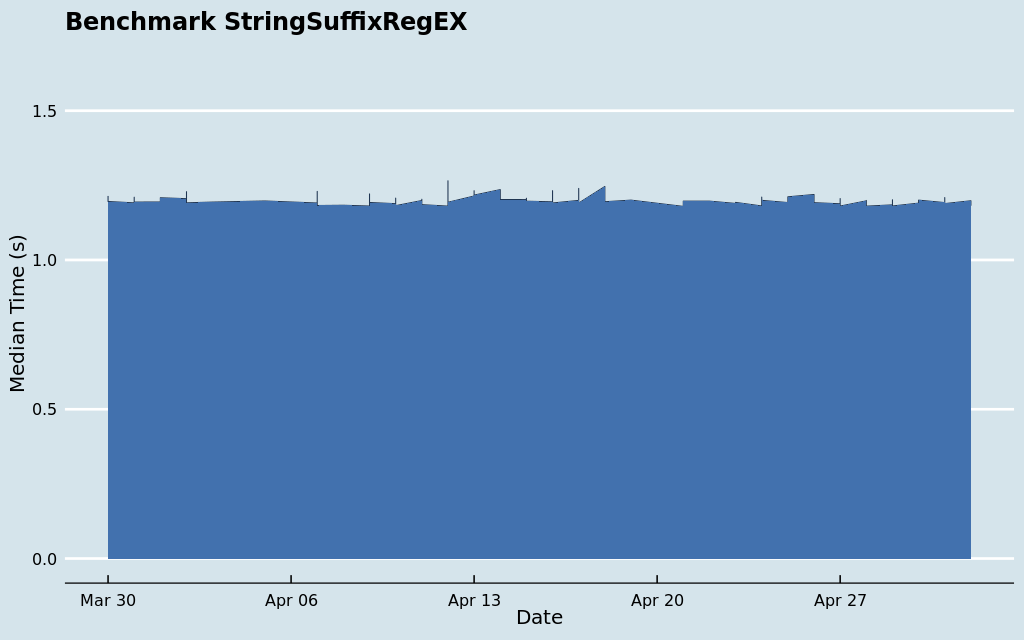 Benchmark StringSuffixRegEX
Median Time (s)
1.5
1.0
0.5
0.0
Mar 30 Apr 06 Apr 13 Apr 20 Apr 27
Date